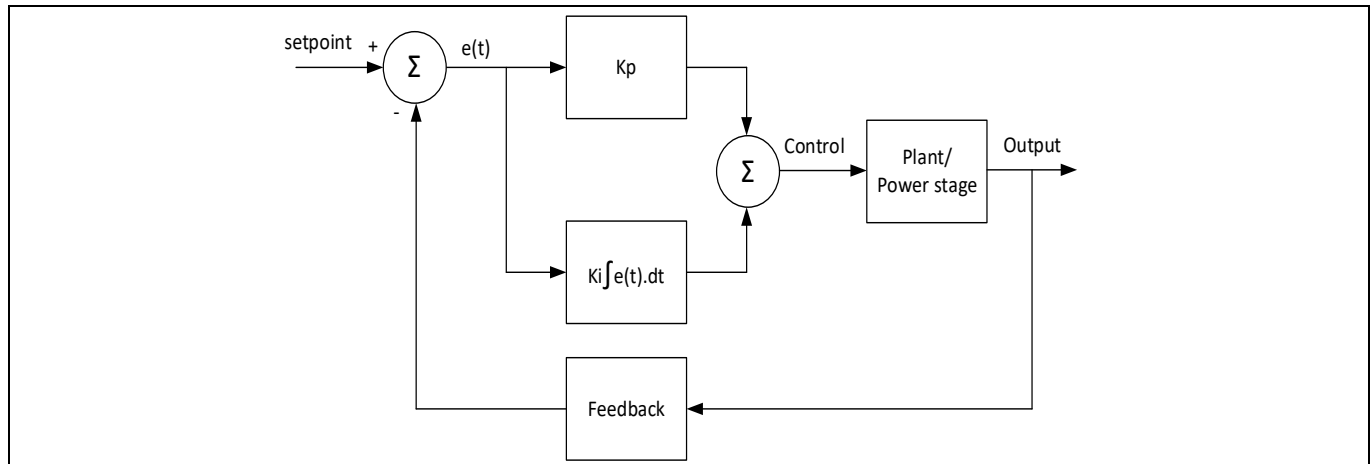 setpoint
+
Σ
-
e(t)
Kp
Ki∫e(t).dt
Σ
Control
Plant/
Power stage
Output
Feedback